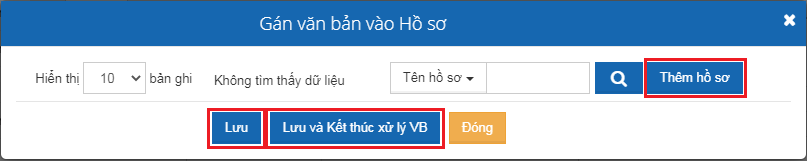 Gán văn bản vào Hồ sơ
Hiển thị 10 bản ghi Không tìm thấy dữ liệu Tên hồ sơ Thêm hồ sơ
Lưu Lưu và Kết thúc xử lý VB Đóng